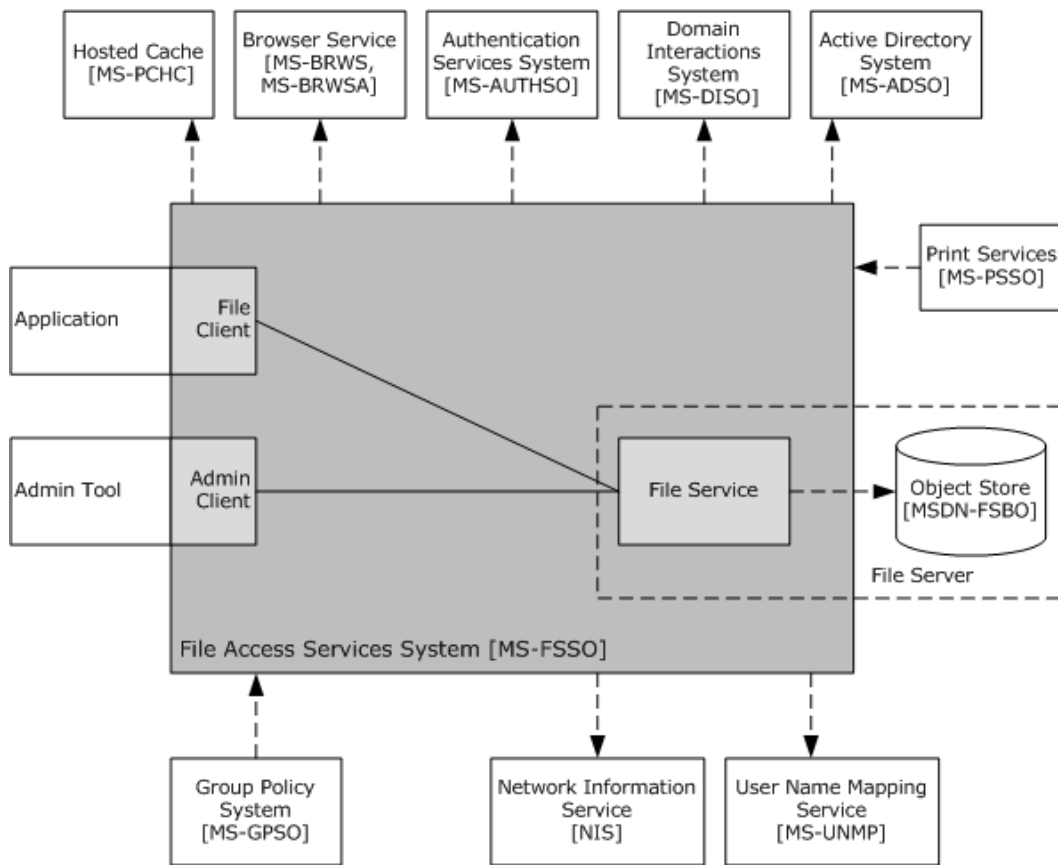 Hosted Cache
[MS-PCHC]
Browser Service
[MS-BRWS,
MS-BRWSA]
Authentication
Services System
[MS-AUTHSO]
Domain
Interactions
System
[MS-DISO]
Active Directory
System
[MS-ADSO]
Print Services
[MS-PSSO]
Application
File
Client
Admin Tool
Admin
Client
File Service
Object Store
[MSDN-FSBO]
File Server
File Access Services System [MS-FSSO]
Group Policy
System
[MS-GPSO]
Network Information
Service
[NIS]
User Name Mapping
Service
[MS-UNMP]